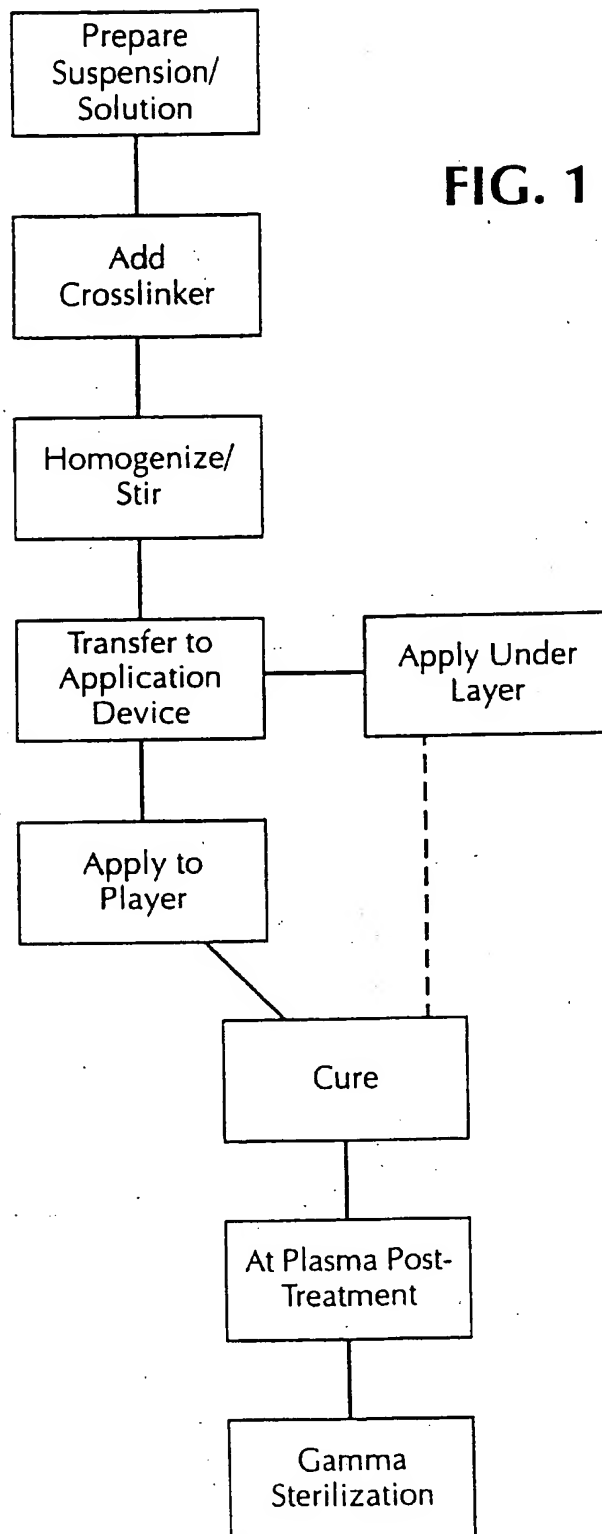 Prepare
Suspension/
Solution
FIG. 1
Add
Crosslinker
Homogenize/
Stir
Transfer to
Application
Device
Apply Under
Layer
Apply to
Player
Cure
At Plasma Post-
Treatment
Gamma
Sterilization